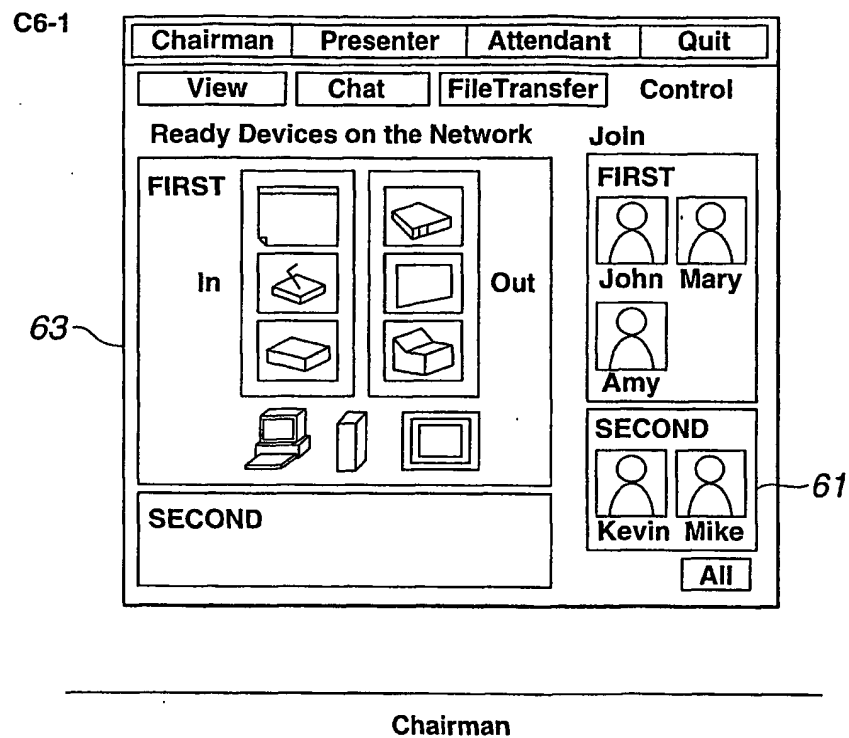 C6-1
Chairman Presenter Attendant Quit
View Chat FileTransfer Control
Ready Devices on the Network
Join
FIRST
In
Out
63
SECOND
FIRST
John Mary
Amy
SECOND
Kevin Mike
61
All
Chairman